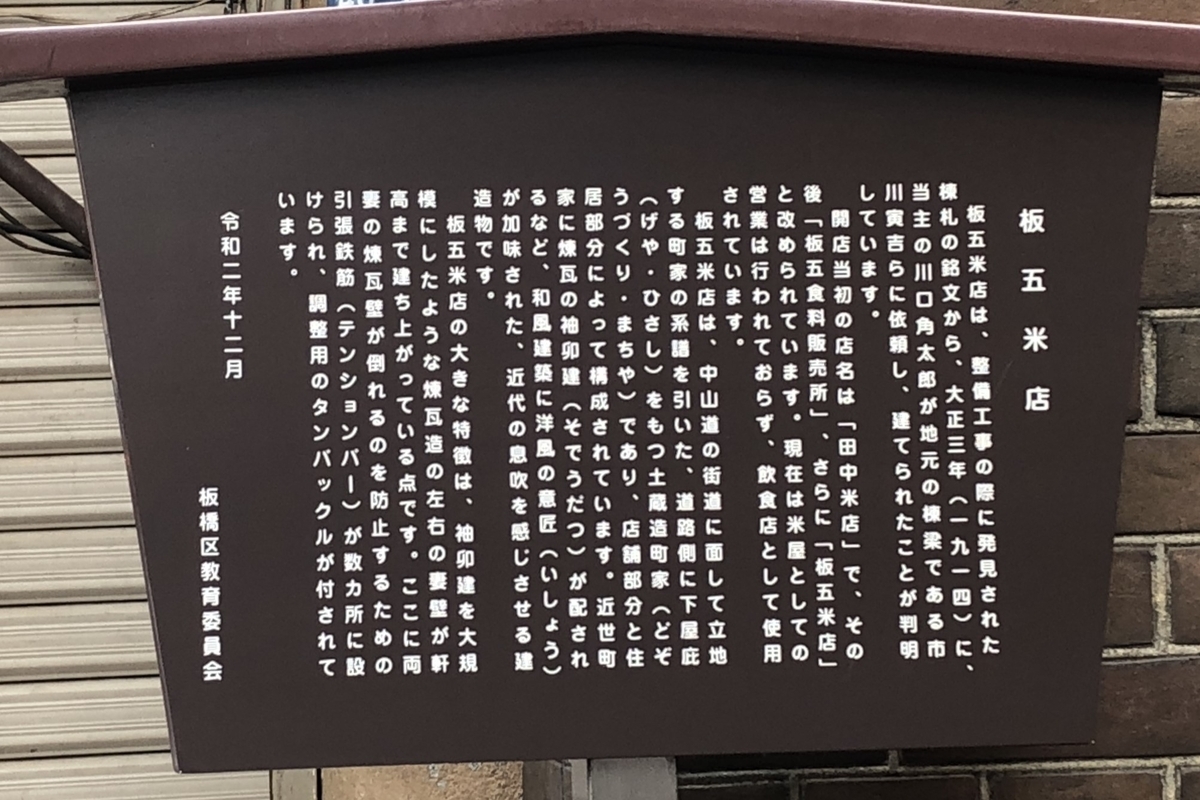 板五米店
板五米店は、整備工事の際に発見された
棟札の銘文から、大正三年（一九一四）に、
当主の川口角太郎が地元の棟梁である市
川寅吉らに依頼し、建てられたことが判明
しています。
開店当初の店名は「田中米店」で、その
後「板五食料販売所」、さらに「板五米店」
と改められています。現在は米屋としての
営業は行われておらず、飲食店として使用
されています。
板五米店は、中山道の街道に面して立地
する町家の系譜を引いた、道路側に下屋庇
（げや・ひさし）をもつ土蔵造町家（どぞ
うづくり・まちや）であり、店舗部分と住
居部分によって構成されています。近世町
家に煉瓦の袖卯建（そでうだつ）が配され
るなど、和風建築に洋風の意匠（いしょう）
が加味された、近代の息吹を感じさせる建
造物です。
板五米店の大きな特徴は、袖卯建を大規
模にしたような煉瓦造の左右の妻壁が軒
高まで建ち上がっている点です。ここに両
妻の煉瓦壁が倒れるのを防止するための
引張鉄筋（テンションバー）が数カ所に設
けられ、調整用のタンバックルが付されて
います。
令和二年十二月
板橋区教育委員会